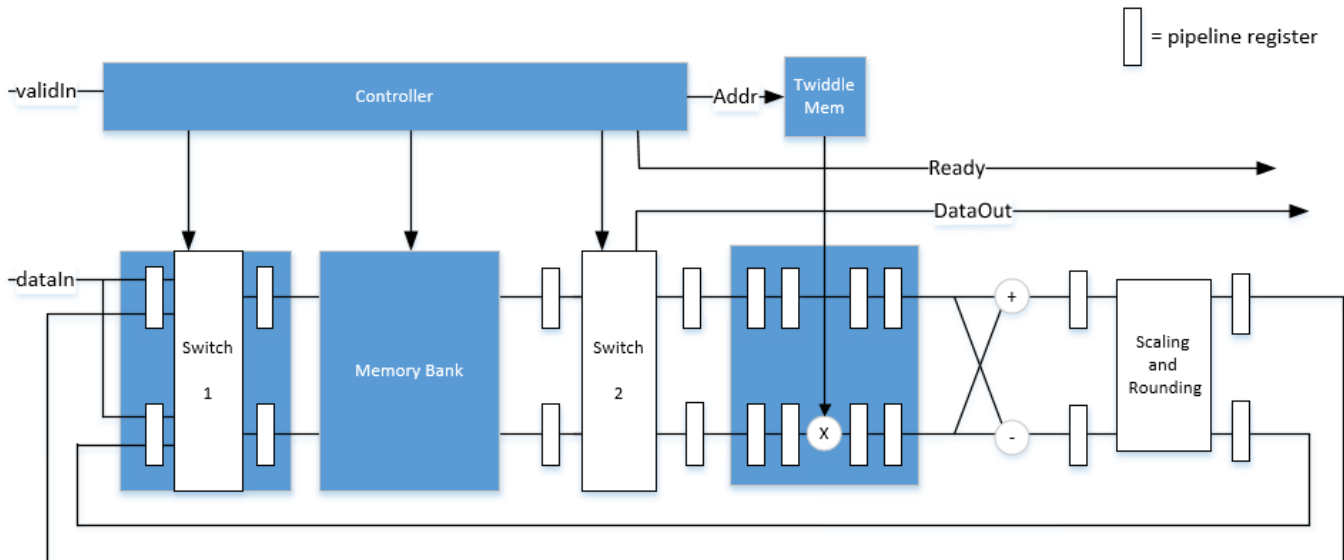 = pipeline register
validIn
Controller
Addr
Twiddle
Mem
Ready
DataOut
dataIn
Switch
1
Memory Bank
Switch
2
X
+
-
Scaling
and
Rounding